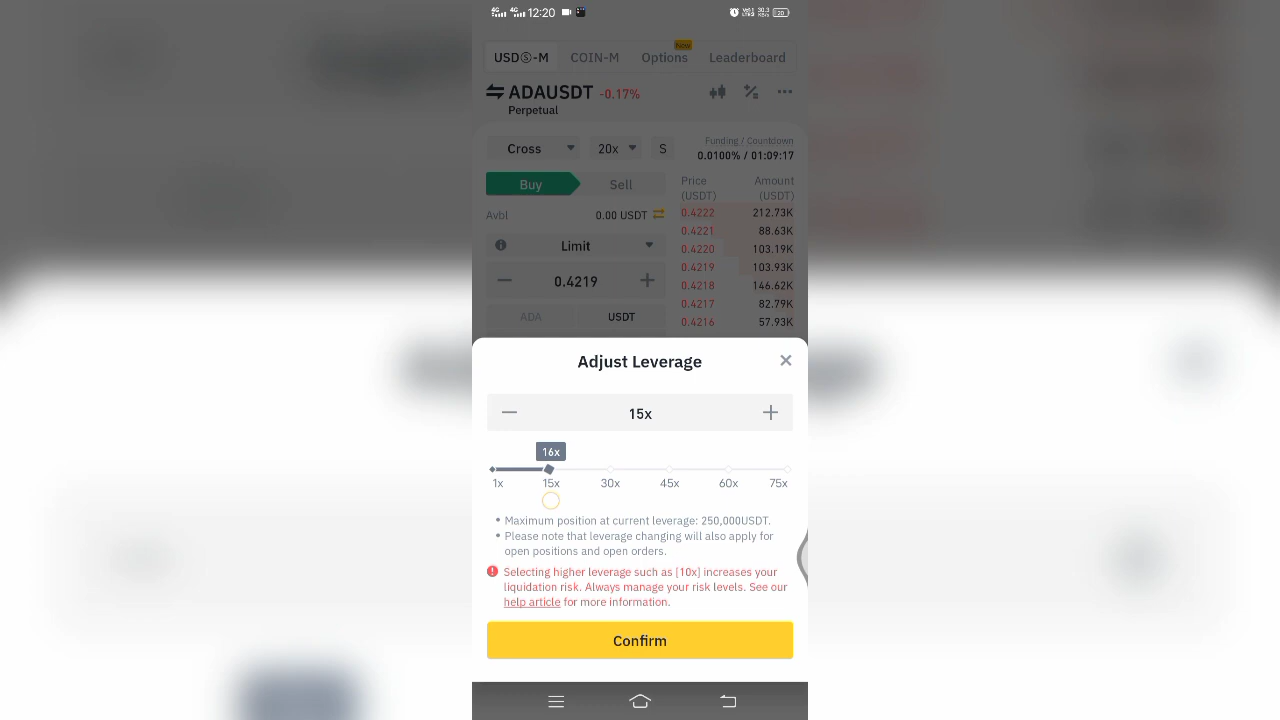 4G 4G 12:20 20
New
USDⓈ-M COIN-M Options Leaderboard
ADAUSDT -0.17%
Perpetual
Funding / Countdown
Cross 20x S 0.0100% / 01:09:17
Buy Sell Price Amount
(USDT) (USDT)
Avbl 0.00 USDT 0.4222 212.73K
0.4221 88.63K
Limit 0.4220 103.19K
0.4219 103.93K
0.4219 0.4218 146.62K
0.4217 82.79K
ADA USDT 0.4216 57.93K
Adjust Leverage
15x
16x
1x 15x 30x 45x 60x 75x
• Maximum position at current leverage: 250,000USDT.
• Please note that leverage changing will also apply for
open positions and open orders.
Selecting higher leverage such as [10x] increases your
liquidation risk. Always manage your risk levels. See our
help article for more information.
Confirm